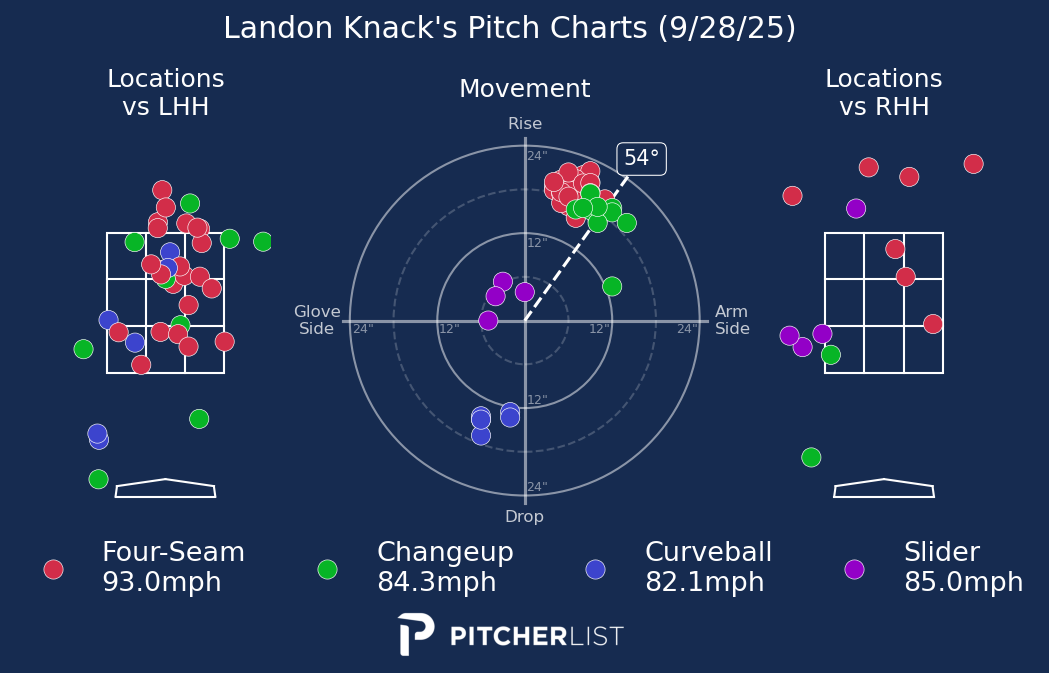 Landon Knack's Pitch Charts (9/28/25)
Locations
vs LHH
Movement
Locations
vs RHH
Rise
24"
54°
12"
Glove
Side
24"
12"
12"
24"
Arm
Side
12"
24"
Drop
Four-Seam
93.0mph
Changeup
84.3mph
Curveball
82.1mph
Slider
85.0mph
PITCHERLIST